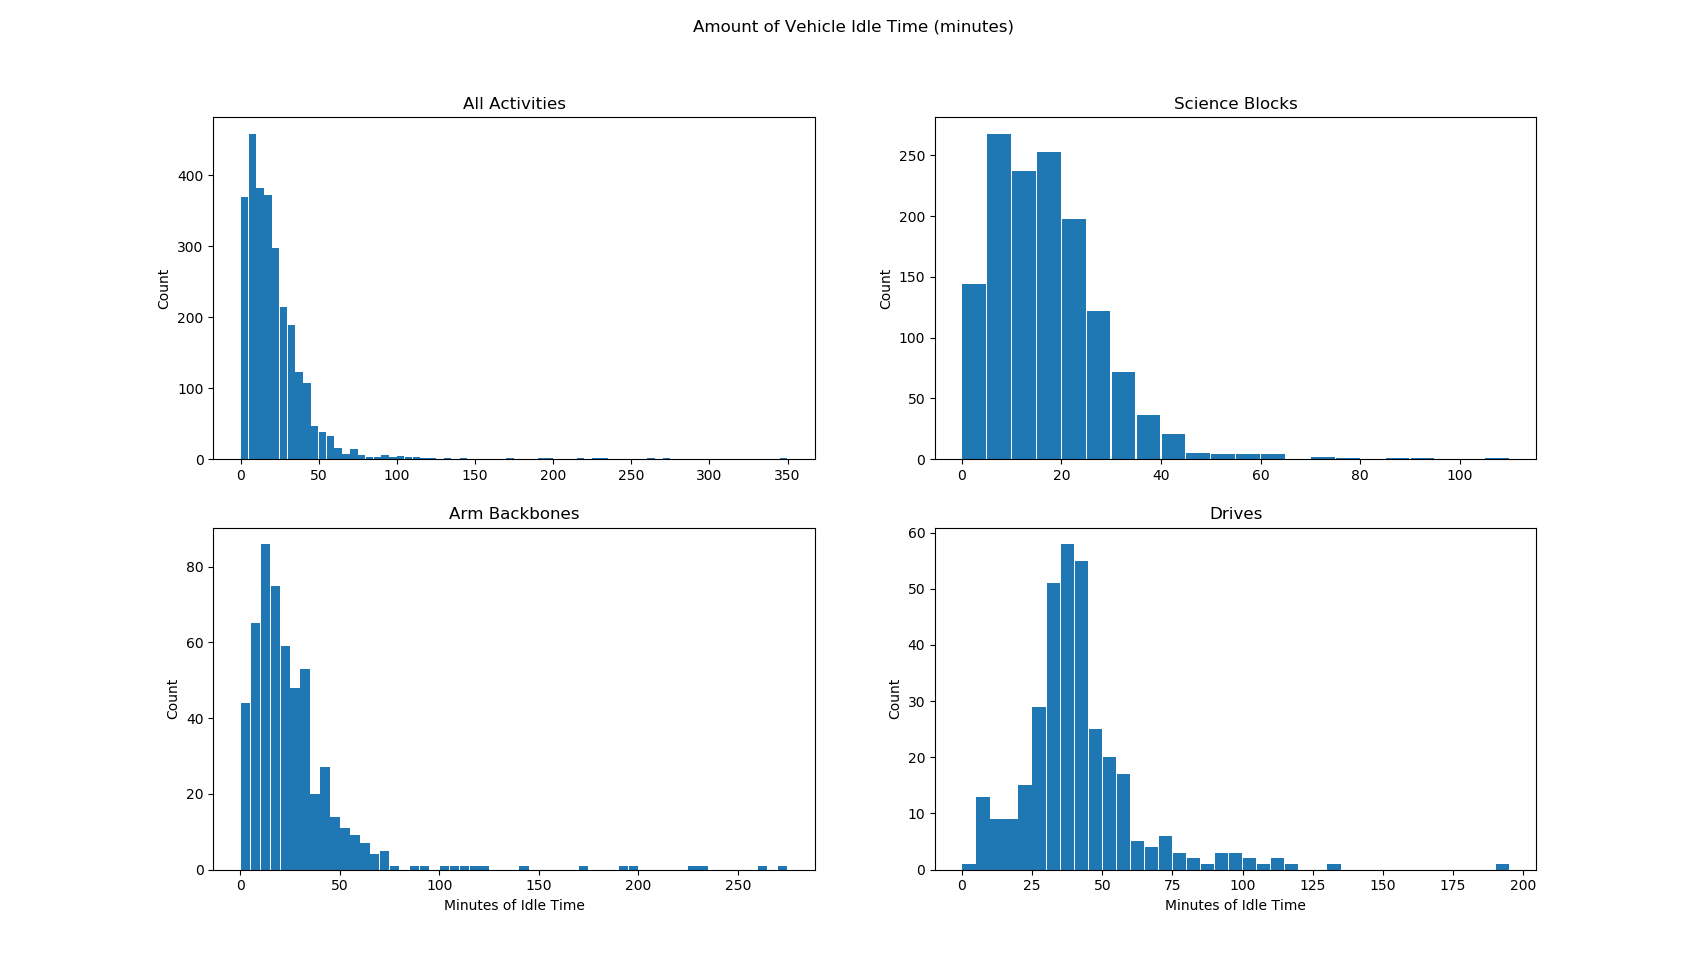 Amount of Vehicle Idle Time (minutes)
All Activities
Count
0
100
200
300
400
0 50 100 150 200 250 300 350
Science Blocks
Count
0
50
100
150
200
250
0 20 40 60 80 100
Arm Backbones
Count
0
20
40
60
80
0 50 100 150 200 250
Minutes of Idle Time
Drives
Count
0
10
20
30
40
50
60
0 25 50 75 100 125 150 175 200
Minutes of Idle Time